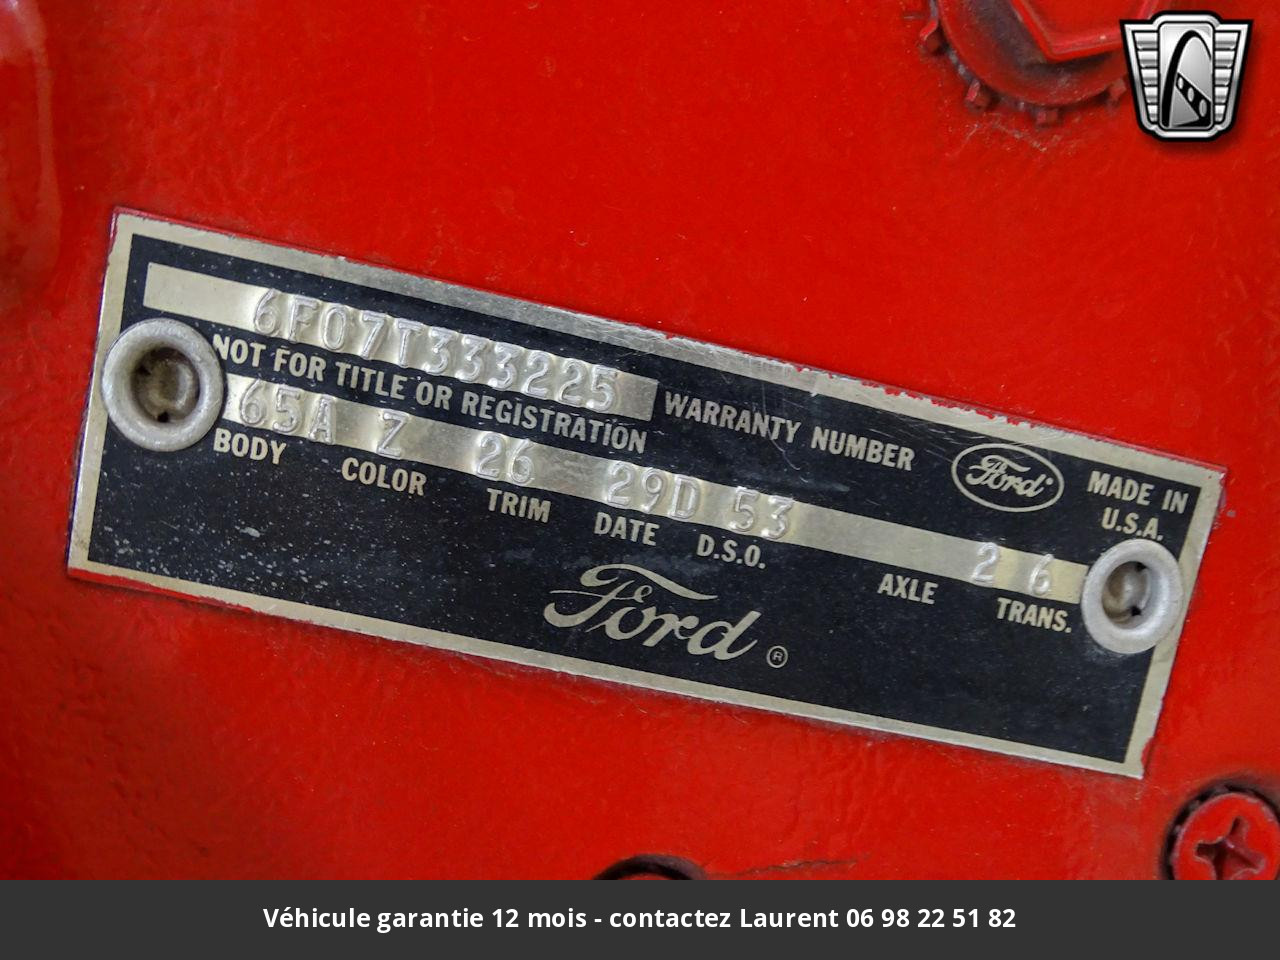 6F07T333225
WARRANTY NUMBER
NOT FOR TITLE OR REGISTRATION
Ford
MADE IN
U.S.A.
65A Z 26 29D 53 2 6
BODY COLOR TRIM DATE D.S.O. AXLE TRANS.
Ford ®
Véhicule garantie 12 mois - contactez Laurent 06 98 22 51 82